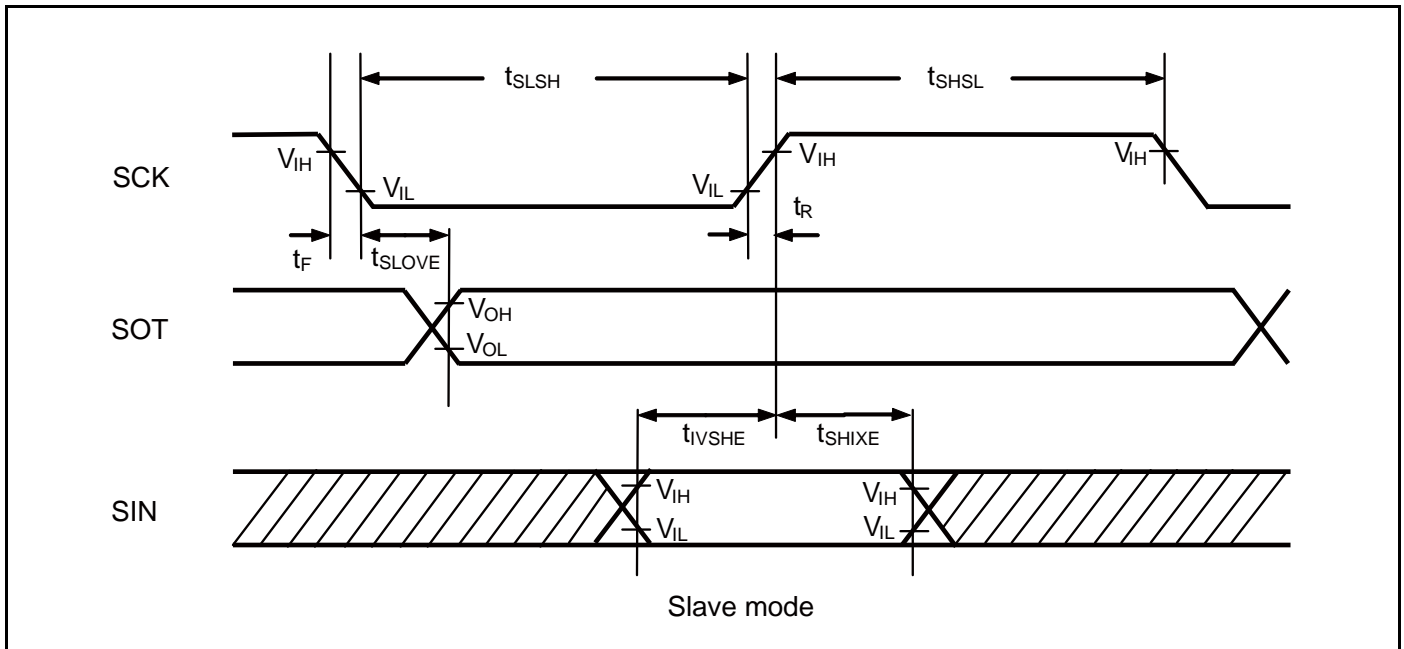 tSLSH
tSHSL
SCK
VIH
VIL
VIL
VIH
VIH
tR
tF
tSLOVE
SOT
VOH
VOL
tIVSHE
tSHIXE
SIN
VIH
VIL
VIH
VIL
Slave mode